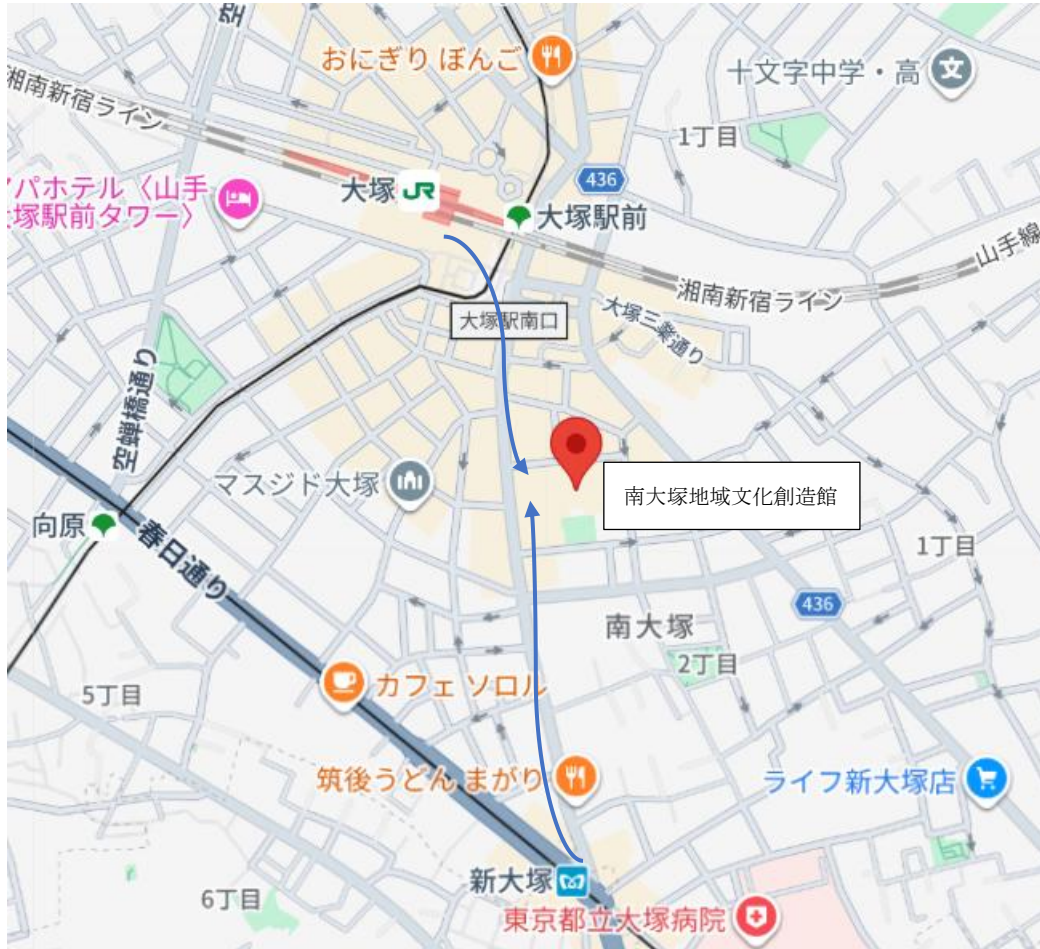 空
おにぎり ぼんご
十文字中学・高
湘南新宿ライン
1丁目
436
大塚 JR
パホテル〈山手
塚駅前タワー〉
大塚駅前
山手線
湘南新宿ライン
大塚駅南口
大塚三業通り
空蝉橋通り
マスジド大塚
南大塚地域文化創造館
向原
春日通り
1丁目
436
南大塚
2丁目
5丁目
カフェ ソロル
筑後うどん まがり
ライフ新大塚店
新大塚
6丁目
東京都立大塚病院